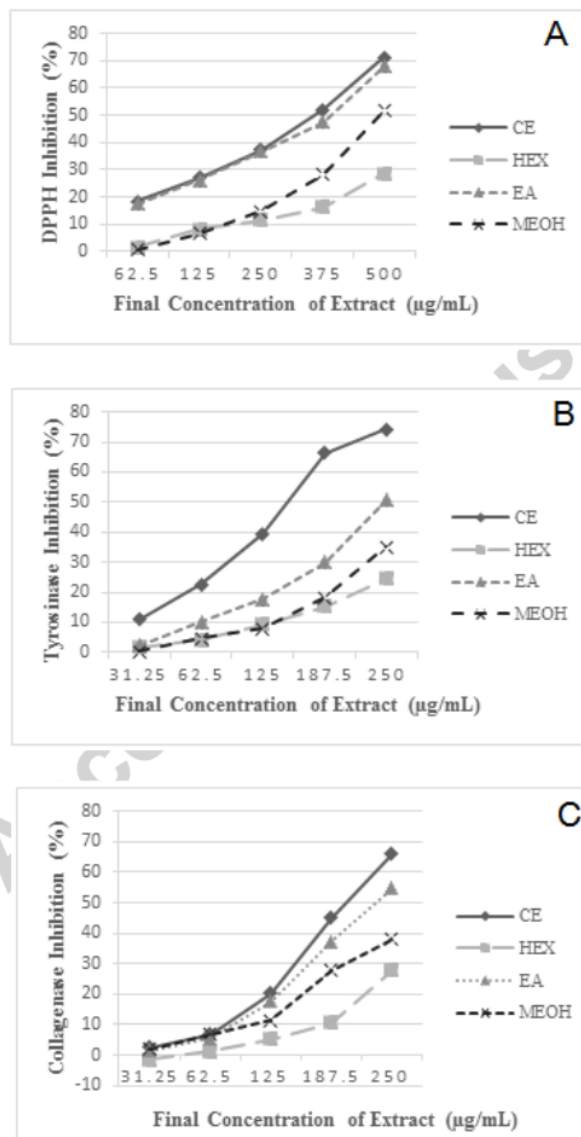 A
80
70
60
50
40
30
20
10
0
DPPH Inhibition (%)
62.5 125 250 375 500
Final Concentration of Extract (µg/mL)
CE
HEX
EA
MEOH
B
80
70
60
50
40
30
20
10
0
Tyrosinase Inhibition (%)
31.25 62.5 125 187.5 250
Final Concentration of Extract (µg/mL)
CE
HEX
EA
MEOH
C
80
70
60
50
40
30
20
10
0
-10
Collagenase Inhibition (%)
31.25 62.5 125 187.5 250
Final Concentration of Extract (µg/mL)
CE
HEX
EA
MEOH